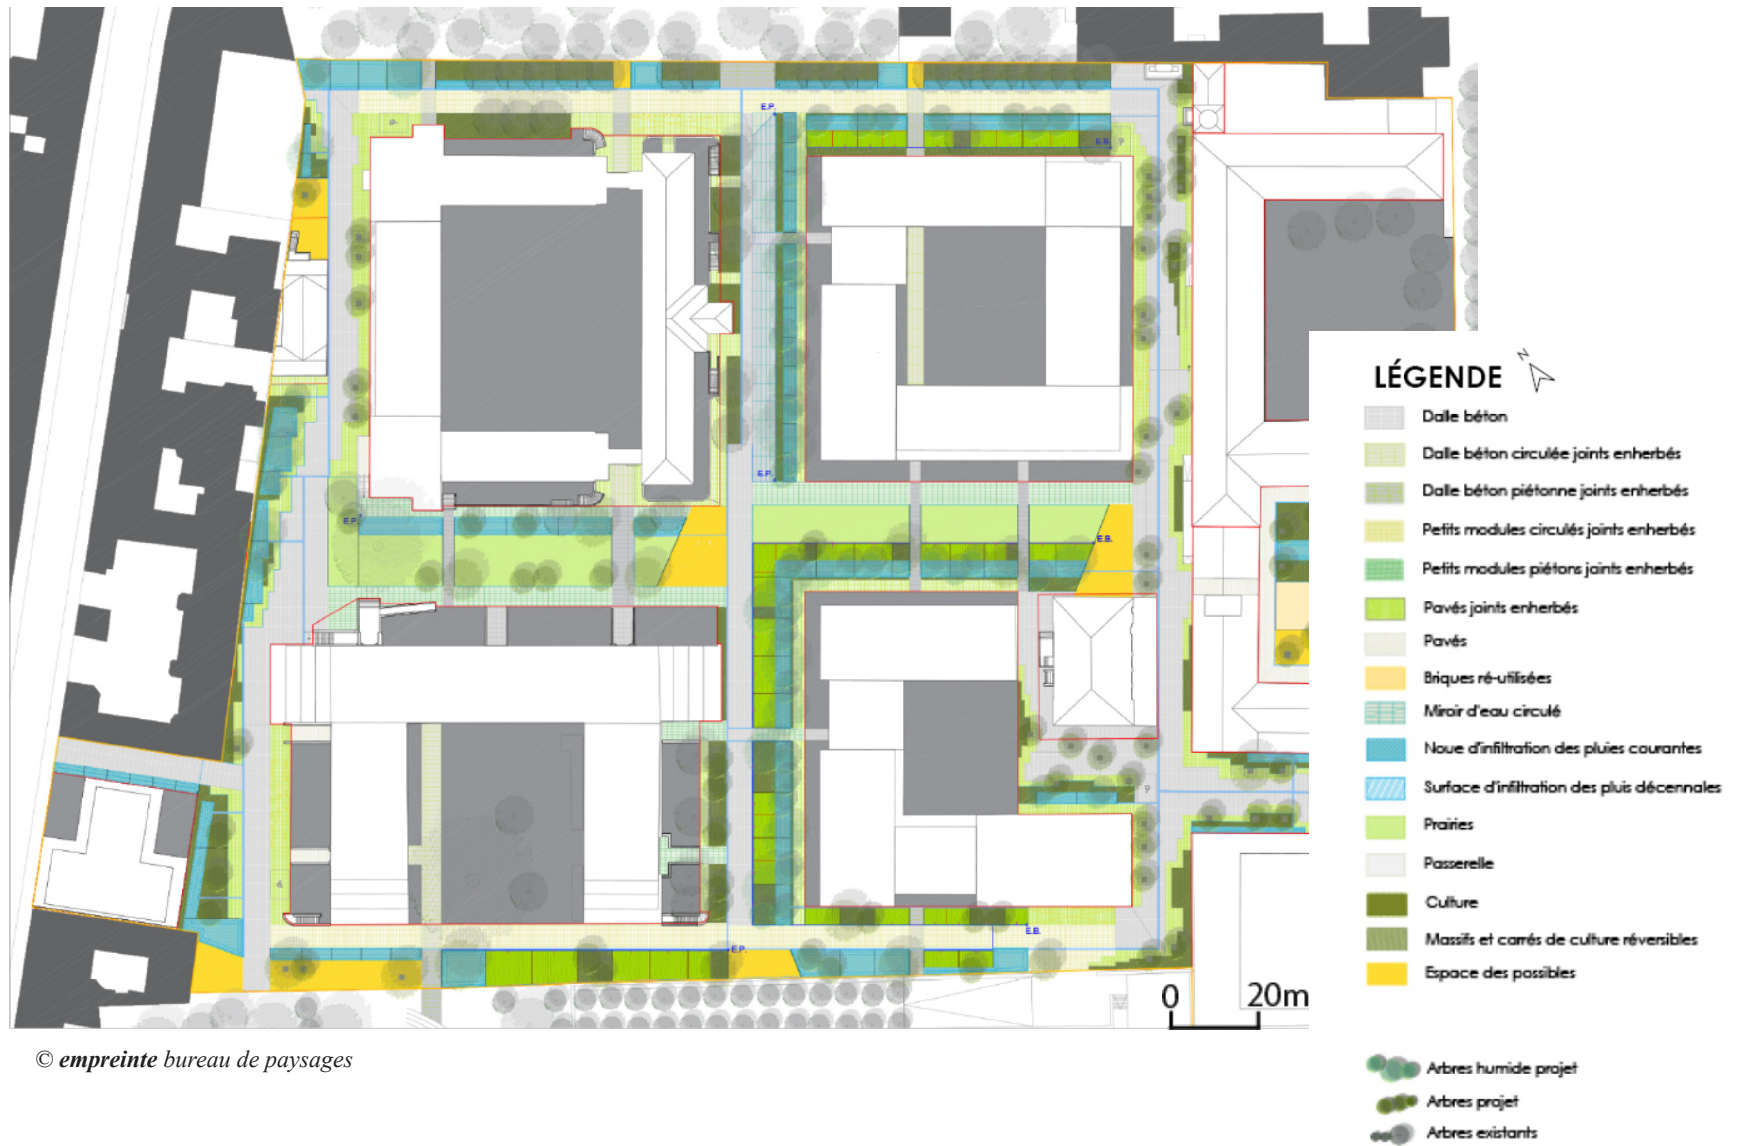 E.P.
E.B.
E.P.
E.P.
E.B.
E.B.
E.P.
N
LÉGENDE
Dalle béton
Dalle béton circulée joints enherbés
Dalle béton piétonne joints enherbés
Petits modules circulés joints enherbés
Petits modules piétons joints enherbés
Pavés joints enherbés
Pavés
Briques ré-utilisées
Miroir d'eau circulé
Noue d'infiltration des pluies courantes
Surface d'infiltration des pluis décennales
Prairies
Passerelle
Culture
Massifs et carrés de culture réversibles
Espace des possibles
0 20m
Arbres humide projet
Arbres projet
Arbres existants
© empreinte bureau de paysages